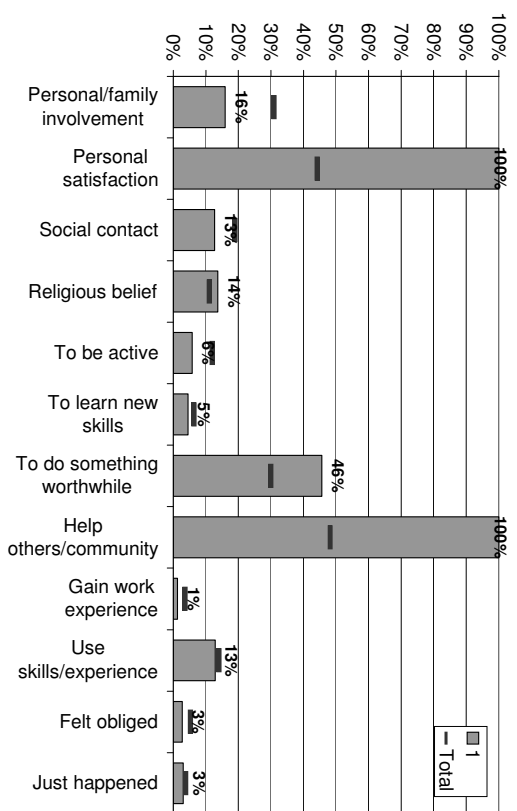 100%
90%
80%
70%
60%
50%
40%
30%
20%
10%
0%
16%
100%
13%
14%
6%
5%
46%
100%
1%
13%
3%
3%
1
Total
Personal/family
involvement
Personal
satisfaction
Social contact
Religious belief
To be active
To learn new
skills
To do something
worthwhile
Help
others/community
Gain work
experience
Use
skills/experience
Felt obliged
Just happened